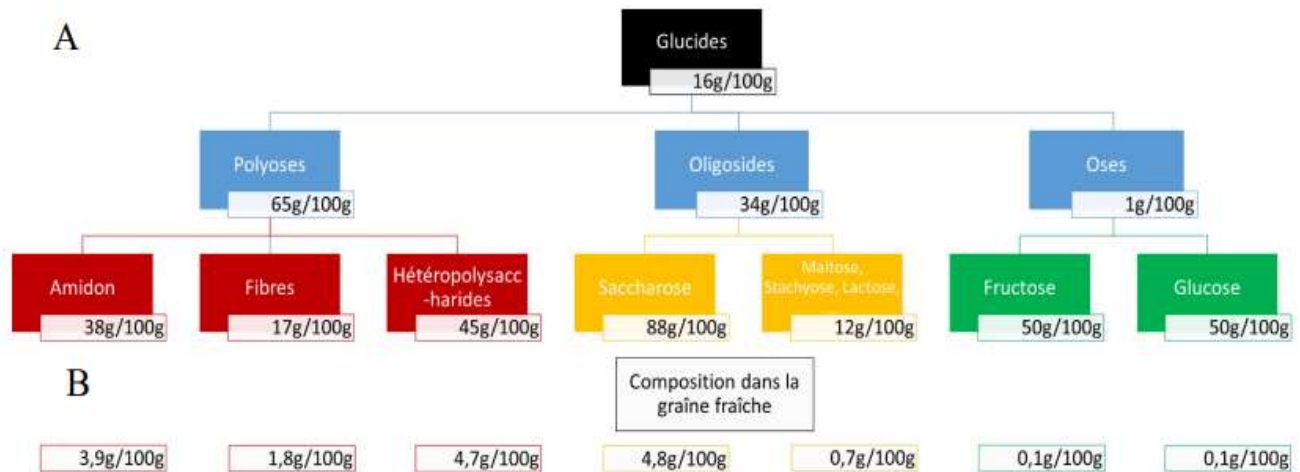 A
Glucides
16g/100g
Polyoses
65g/100g
Oligosides
34g/100g
Oses
1g/100g
Amidon
38g/100g
Fibres
17g/100g
Hétéropolysacc
-harides
45g/100g
Saccharose
88g/100g
Maltose,
Stachyose, Lactose,
12g/100g
Fructose
50g/100g
Glucose
50g/100g
B
Composition dans la
graîne fraîche
3,9g/100g
1,8g/100g
4,7g/100g
4,8g/100g
0,7g/100g
0,1g/100g
0,1g/100g